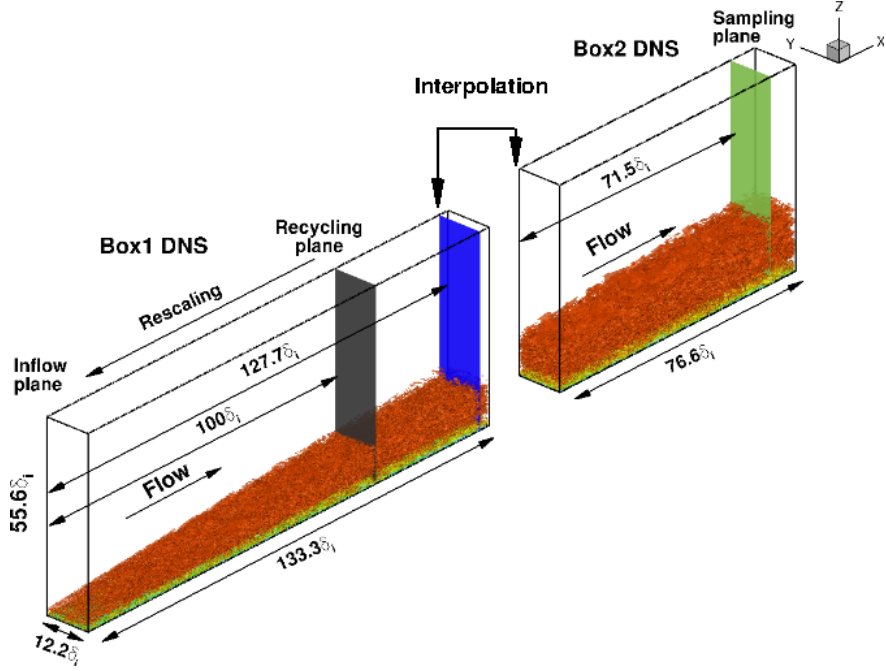 Sampling
plane
Z
Y
X
Box2 DNS
Interpolation
71.5δi
Flow
76.6δi
Box1 DNS
Recycling
plane
Rescaling
Inflow
plane
127.7δi
100δi
Flow
55.6δi
133.3δi
12.2δi